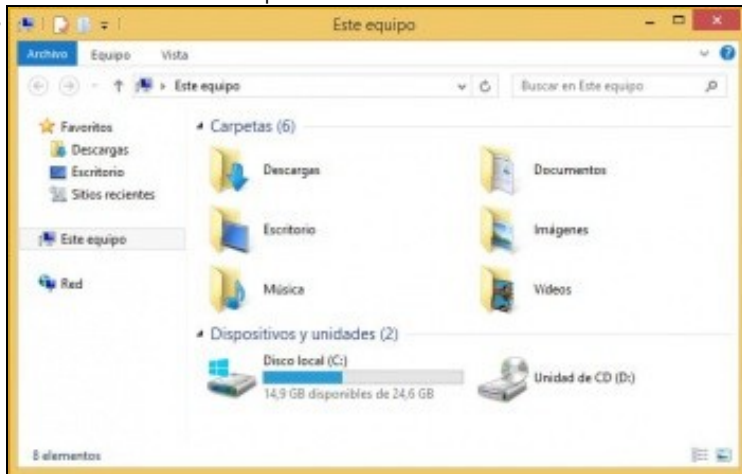 Este equipo
Archivo Equipo Vista
Este equipo
Buscar en Este equipo
Favoritos
Descargas
Escritorio
Sitios recientes
Este equipo
Red
Carpetas (6)
Descargas
Documentos
Escritorio
Imágenes
Música
Vídeos
Dispositivos y unidades (2)
Disco local (C:)
14,9 GB disponibles de 24,6 GB
Unidad de CD (D:)
8 elementos